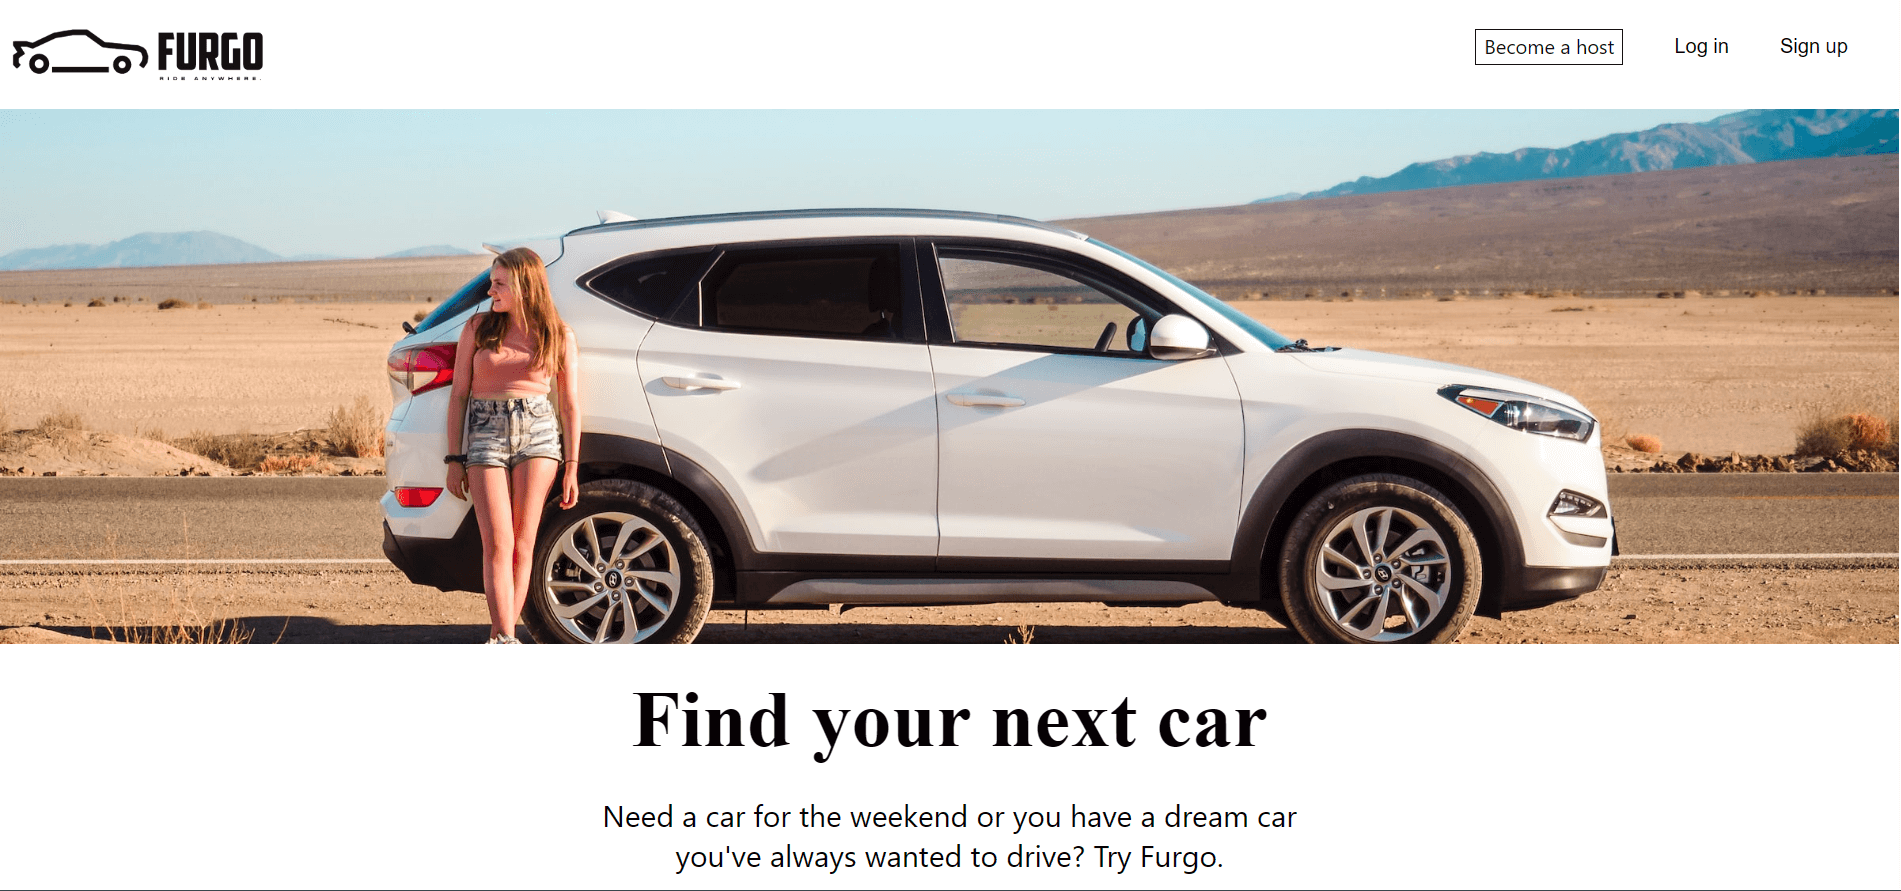 FURGO
RIDE ANYWHERE.
Become a host
Log in
Sign up
Find your next car
Need a car for the weekend or you have a dream car
you've always wanted to drive? Try Furgo.